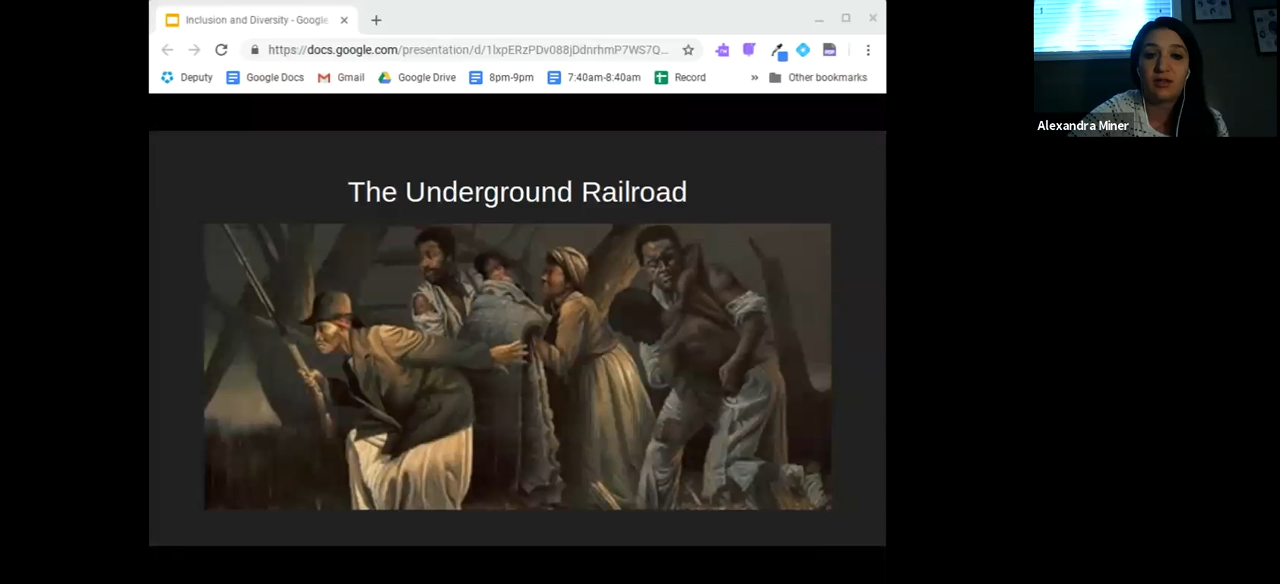 Inclusion and Diversity - Google
https://docs.google.com/presentation/d/1lxpERzPDv088jDdnrhmP7WS7Q...
Deputy Google Docs Gmail Google Drive 8pm-9pm 7:40am-8:40am Record » Other bookmarks
Alexandra Miner
The Underground Railroad